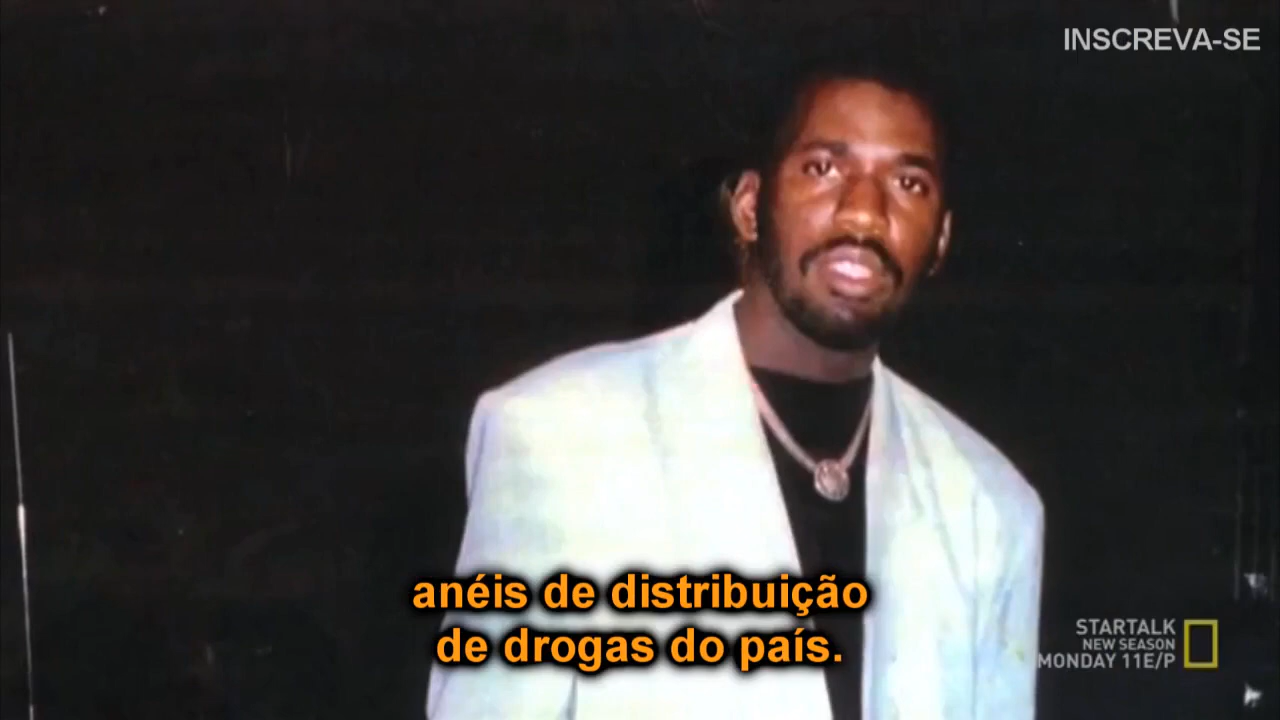 INSCREVA-SE
anéis de distribuição
de drogas do país.
STARTALK
NEW SEASON
MONDAY 11E/P